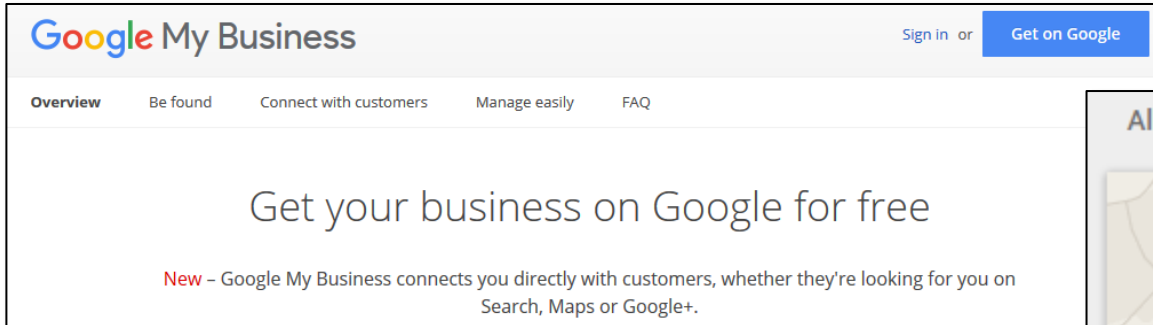 Google My Business
Sign in or Get on Google
Overview Be found Connect with customers Manage easily FAQ
Al
Get your business on Google for free
New – Google My Business connects you directly with customers, whether they're looking for you on
Search, Maps or Google+.